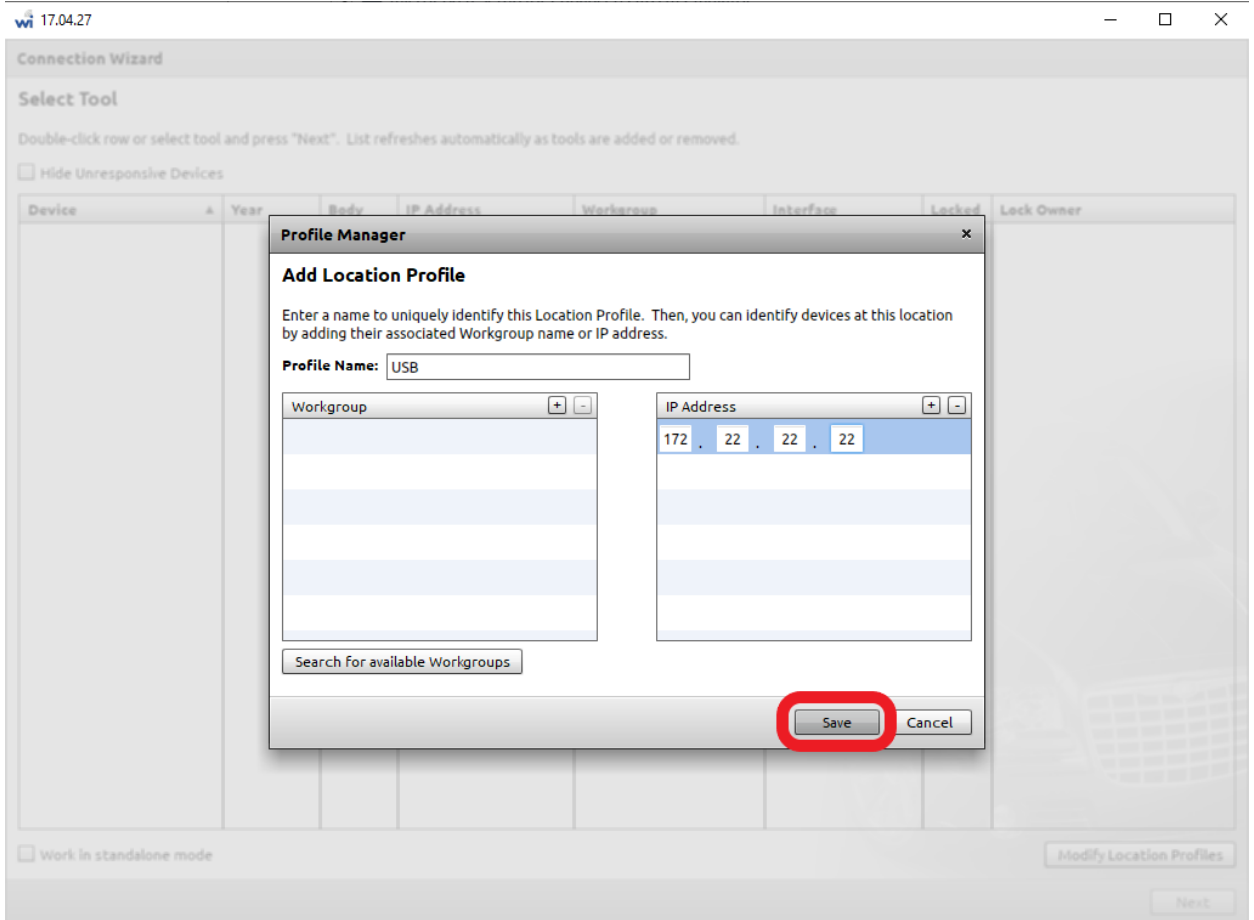 wi 17.04.27
Connection Wizard
Select Tool
Double-click row or select tool and press "Next". List refreshes automatically as tools are added or removed.
Hide Unresponsive Devices
Device Year Body IP Address Workgroup Interface Locked Lock Owner
Profile Manager
Add Location Profile
Enter a name to uniquely identify this Location Profile. Then, you can identify devices at this location
by adding their associated Workgroup name or IP address.
Profile Name: USB
Workgroup + - IP Address + -
172 . 22 . 22 . 22
Search for available Workgroups
Save Cancel
Work in standalone mode Modify Location Profiles
Next